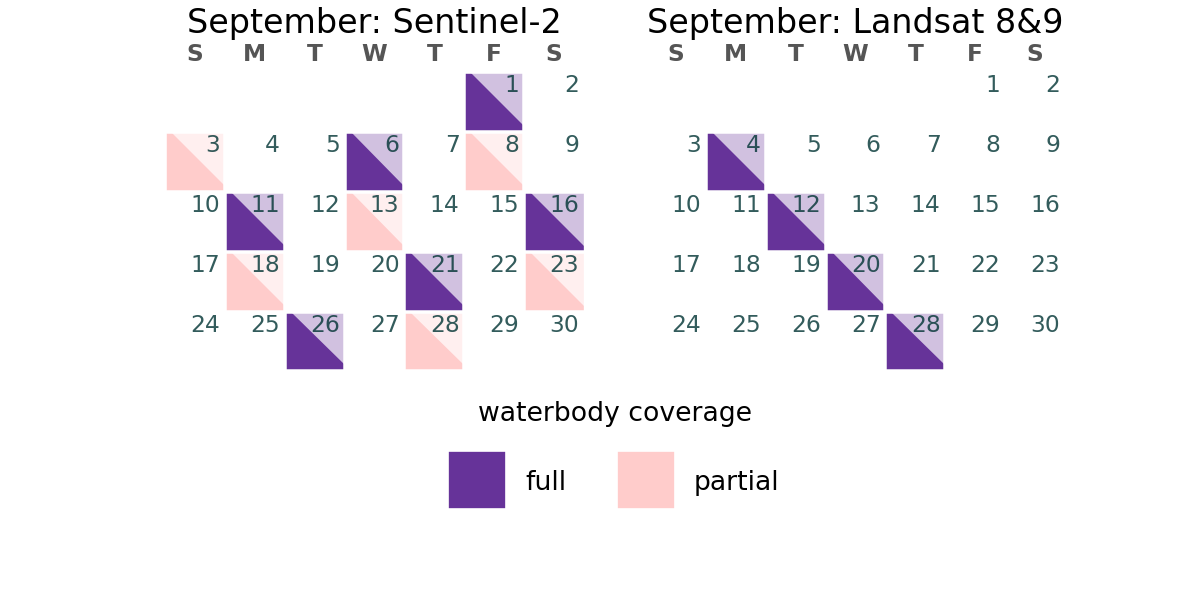 September: Sentinel-2
S M T W T F S
1 2
3 4 5 6 7 8 9
10 11 12 13 14 15 16
17 18 19 20 21 22 23
24 25 26 27 28 29 30
September: Landsat 8&9
S M T W T F S
1 2
3 4 5 6 7 8 9
10 11 12 13 14 15 16
17 18 19 20 21 22 23
24 25 26 27 28 29 30
waterbody coverage
full partial